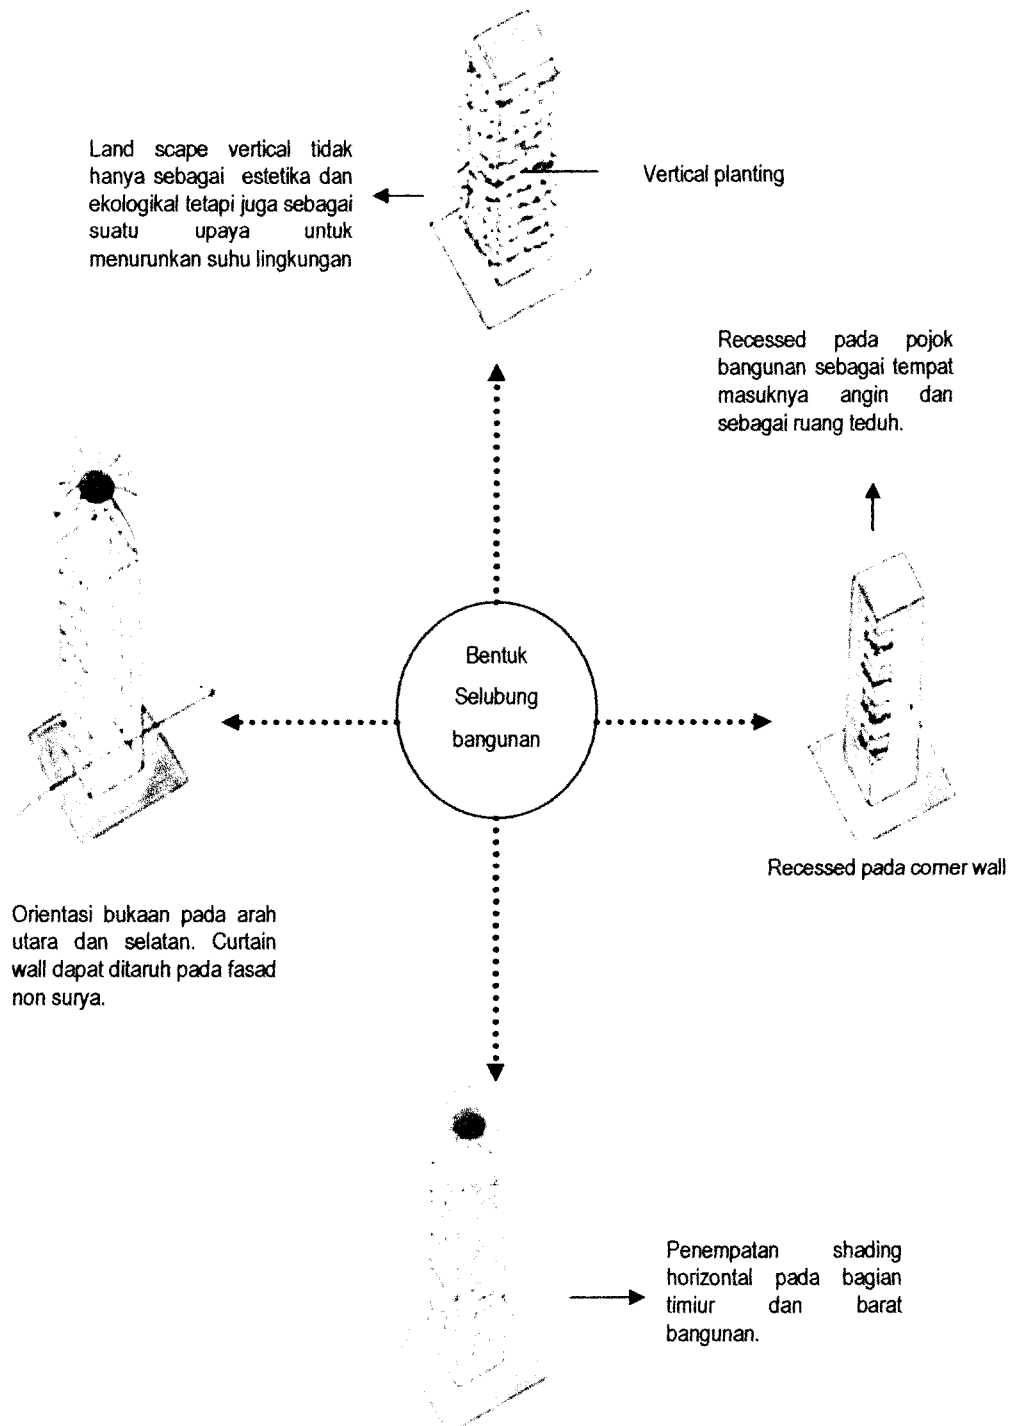 Land scape vertical tidak
hanya sebagai estetika dan
ekologikal tetapi juga sebagai
suatu upaya untuk
menurunkan suhu lingkungan
Vertical planting
Recessed pada pojok
bangunan sebagai tempat
masuknya angin dan
sebagai ruang teduh.
Bentuk
Selubung
bangunan
Recessed pada corner wall
Orientasi bukaan pada arah
utara dan selatan. Curtain
wall dapat ditaruh pada fasad
non surya.
Penempatan shading
horizontal pada bagian
timiur dan barat
bangunan.